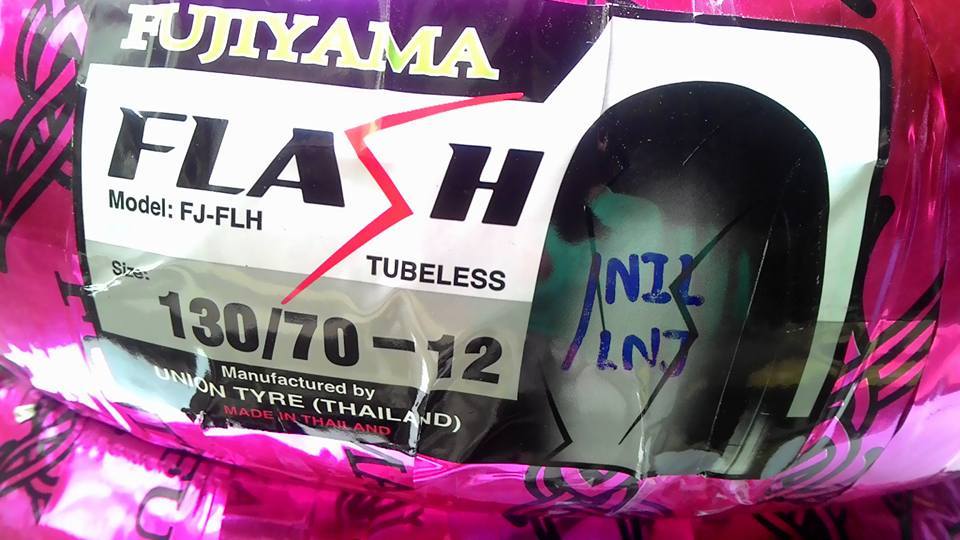 FUJIYAMA
FLASH
Model: FJ-FLH
TUBELESS
Size:
130/70-12
Manufactured by
UNION TYRE (THAILAND)
MADE IN THAILAND
NIL